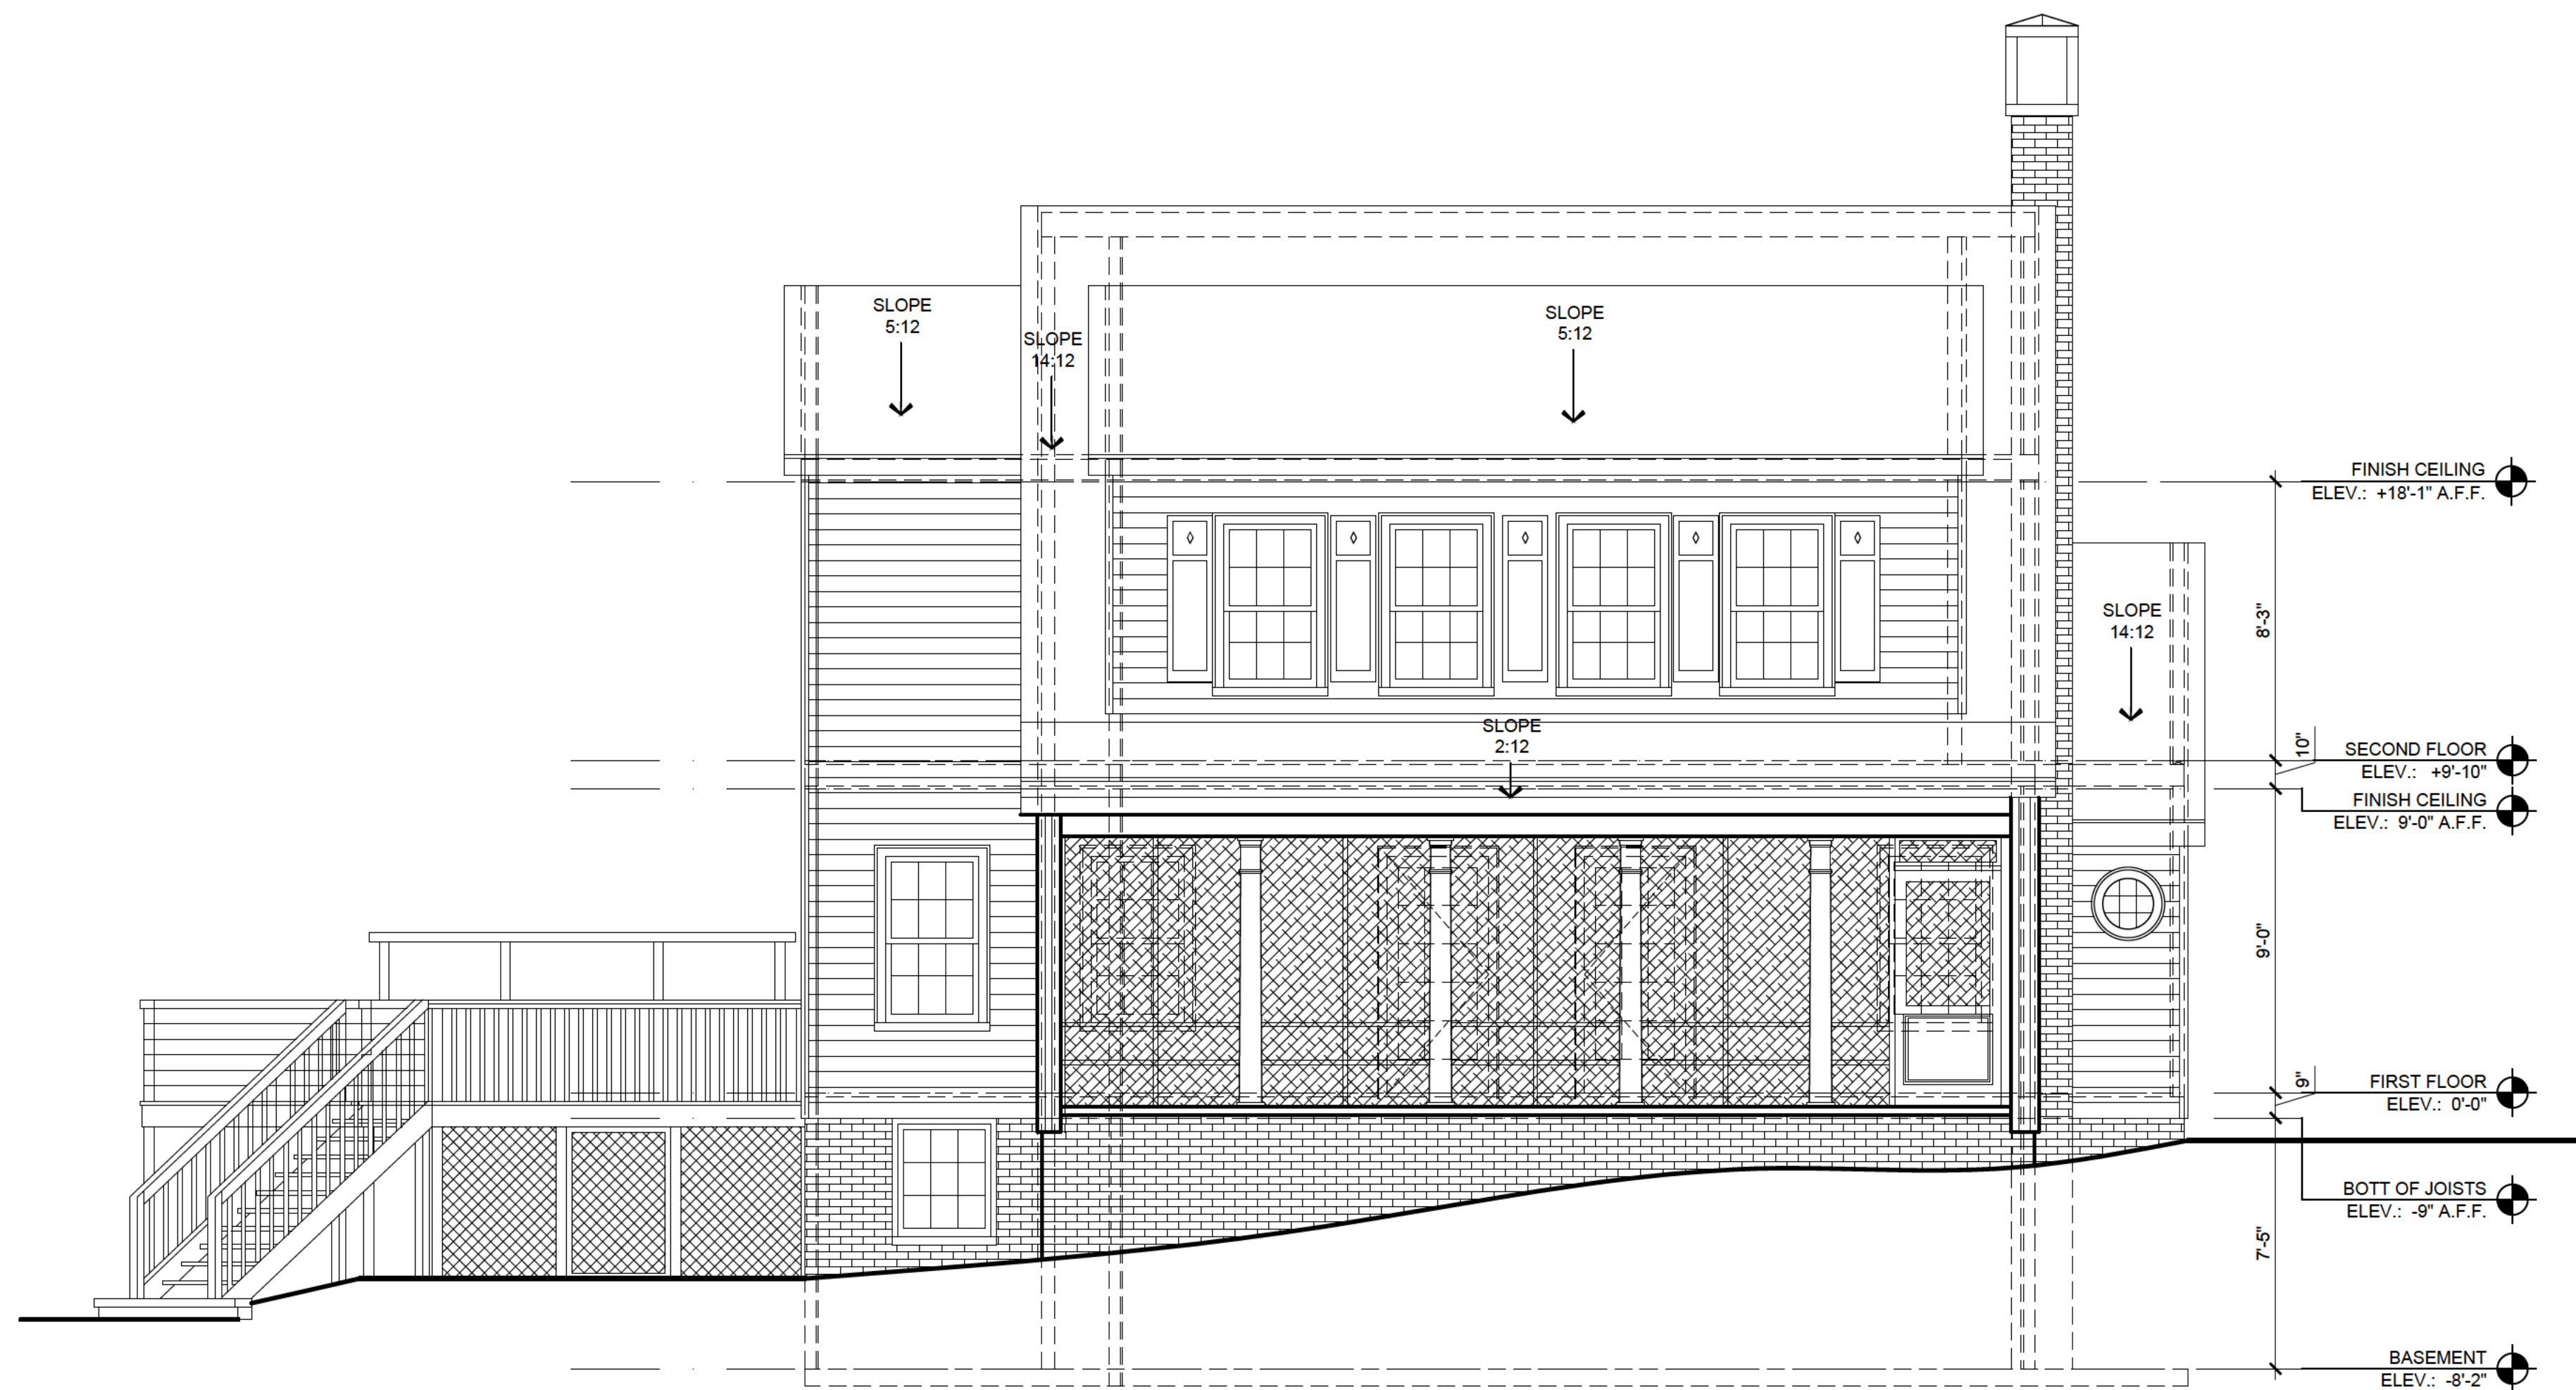 SLOPE
5:12
SLOPE
14:12
SLOPE
5:12
FINISH CEILING
ELEV.: +18'-1" A.F.F.
SLOPE
14:12
8'-3"
SLOPE
2:12
10"
SECOND FLOOR
ELEV.: +9'-10"
FINISH CEILING
ELEV.: 9'-0" A.F.F.
9'-0"
9"
FIRST FLOOR
ELEV.: 0'-0"
BOTT OF JOISTS
ELEV.: -9" A.F.F.
7'-5"
BASEMENT
ELEV.: -8'-2"